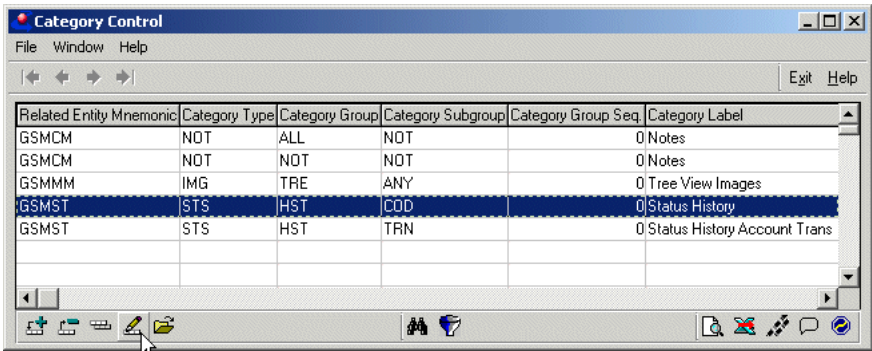 Category Control
File Window Help
Exit Help
Related Entity Mnemonic Category Type Category Group Category Subgroup Category Group Seq. Category Label
GSMCM NOT ALL NOT 0 Notes
GSMCM NOT NOT NOT 0 Notes
GSMMM IMG TRE ANY 0 Tree View Images
GSMST STS HST COD 0 Status History
GSMST STS HST TRN 0 Status History Account Trans